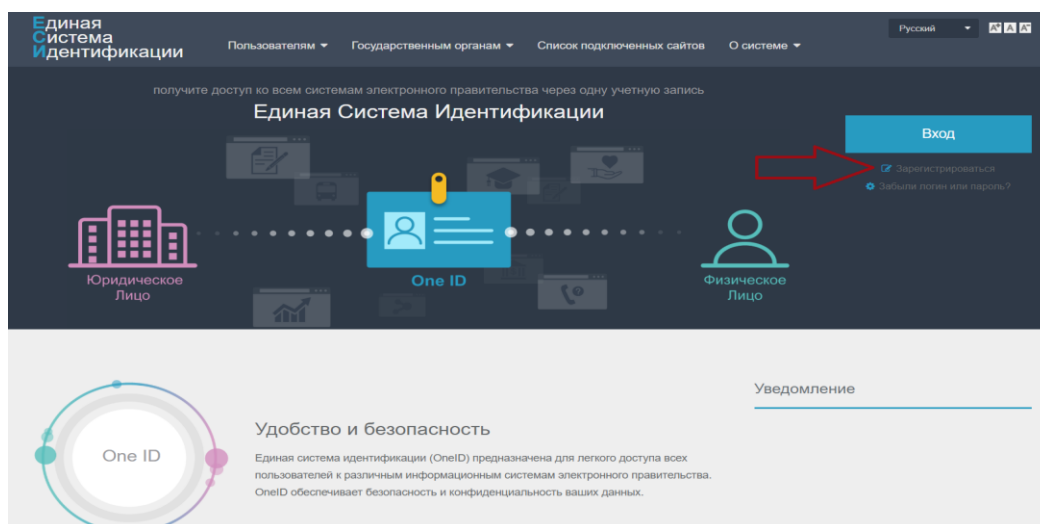 Единая
Система
Идентификации
Пользователям
Государственным органам
Список подключенных сайтов
О системе
Русский
A+ A A-
получите доступ ко всем системам электронного правительства через одну учетную запись
Единая Система Идентификации
Вход
Зарегистрироваться
Забыли логин или пароль?
Юридическое
Лицо
One ID
Физическое
Лицо
Уведомление
One ID
Удобство и безопасность
Единая система идентификации (OneID) предназначена для легкого доступа всех
пользователей к различным информационным системам электронного правительства.
OneID обеспечивает безопасность и конфиденциальность ваших данных.